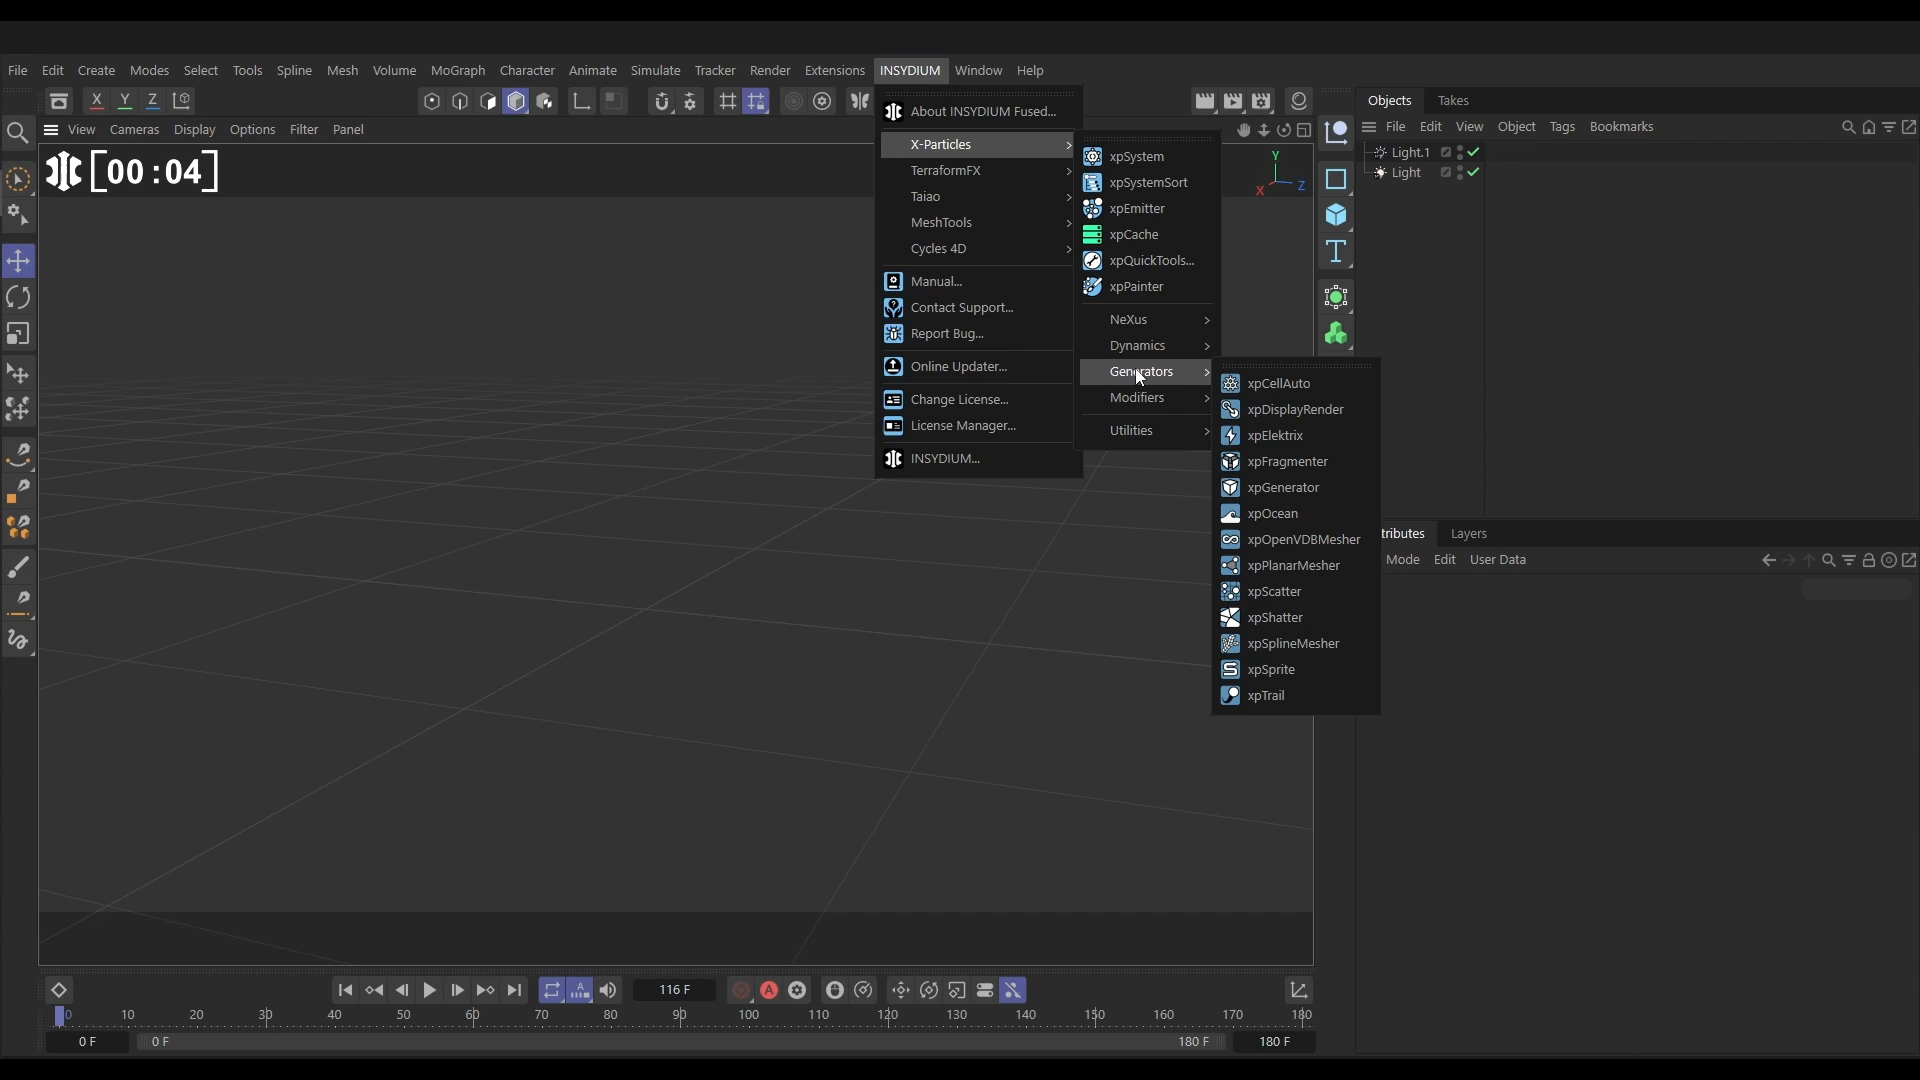 File Edit Create Modes Select Tools Spline Mesh Volume MoGraph Character Animate Simulate Tracker Render Extensions INSYDIUM Window Help
X Y Z
View Cameras Display Options Filter Panel
[00:04]
Y
X Z
About INSYDIUM Fused...
X-Particles
TerraformFX
Taiao
MeshTools
Cycles 4D
Manual...
Contact Support...
Report Bug...
Online Updater...
Change License...
License Manager...
INSYDIUM...
xpSystem
xpSystemSort
xpEmitter
xpCache
xpQuickTools...
xpPainter
NeXus
Dynamics
Generators
Modifiers
Utilities
xpCellAuto
xpDisplayRender
xpElektrix
xpFragmenter
xpGenerator
xpOcean
xpOpenVDBMesher
xpPlanarMesher
xpScatter
xpShatter
xpSplineMesher
xpSprite
xpTrail
Objects Takes
File Edit View Object Tags Bookmarks
Light.1
Light
tributes Layers
Mode Edit User Data
A 116 F A
0 10 20 30 40 50 60 70 80 90 100 110 120 130 140 150 160 170 180
0 F 0 F 180 F 180 F